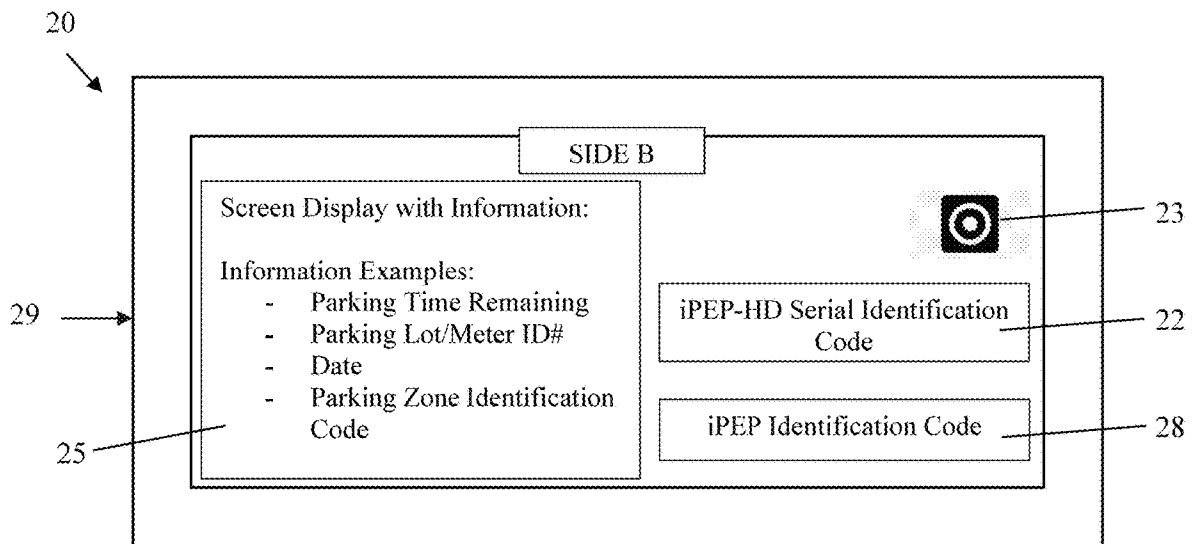 20
SIDE B
Screen Display with Information:
Information Examples:
- Parking Time Remaining
- Parking Lot/Meter ID#
- Date
- Parking Zone Identification
Code
23
iPEP-HD Serial Identification
Code
22
iPEP Identification Code
28
29
25